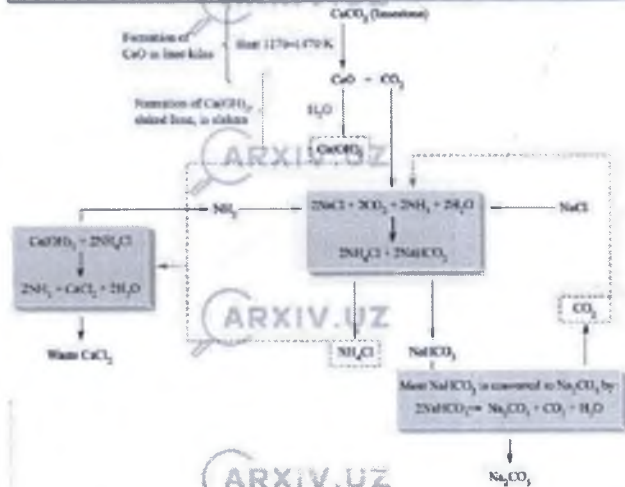 CaCO₃ (limestone)
Formation of
CaO in lime kilns
Heat 1270–1470 K
CaO + CO₂
Formation of Ca(OH)₂,
slaked lime, in slakers
H₂O
Ca(OH)₂
ARXIV.UZ
NH₃
2NaCl + 2CO₂ + 2NH₃ + 2H₂O
NaCl
2NH₄Cl + 2NaHCO₃
Ca(OH)₂ + 2NH₄Cl
2NH₃ + CaCl₂ + 2H₂O
ARXIV.UZ
CO₂
Waste CaCl₂
NH₄Cl
NaHCO₃
Most NaHCO₃ is converted to Na₂CO₃ by
2NaHCO₃ → Na₂CO₃ + CO₂ + H₂O
ARXIV.UZ
Na₂CO₃